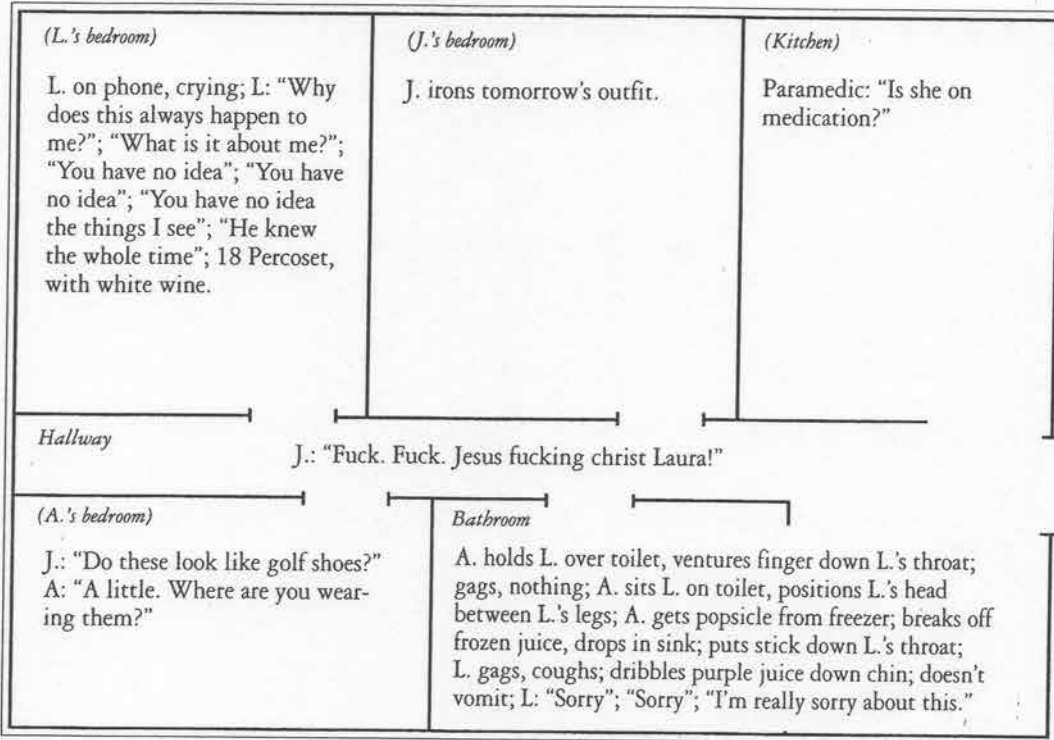 (L.'s bedroom)
L. on phone, crying; L: “Why
does this always happen to
me?”; “What is it about me?”;
“You have no idea”; “You have
no idea”; “You have no idea
the things I see”; “He knew
the whole time”; 18 Percoset,
with white wine.
(J.'s bedroom)
J. irons tomorrow's outfit.
(Kitchen)
Paramedic: “Is she on
medication?”
Hallway
J.: “Fuck. Fuck. Jesus fucking christ Laura!”
(A.'s bedroom)
J.: “Do these look like golf shoes?”
A: “A little. Where are you wear-
ing them?”
Bathroom
A. holds L. over toilet, ventures finger down L.'s throat;
gags, nothing; A. sits L. on toilet, positions L.'s head
between L.'s legs; A. gets popsicle from freezer; breaks off
frozen juice, drops in sink; puts stick down L.'s throat;
L. gags, coughs; dribbles purple juice down chin; doesn't
vomit; L: “Sorry”; “Sorry”; “I'm really sorry about this.”